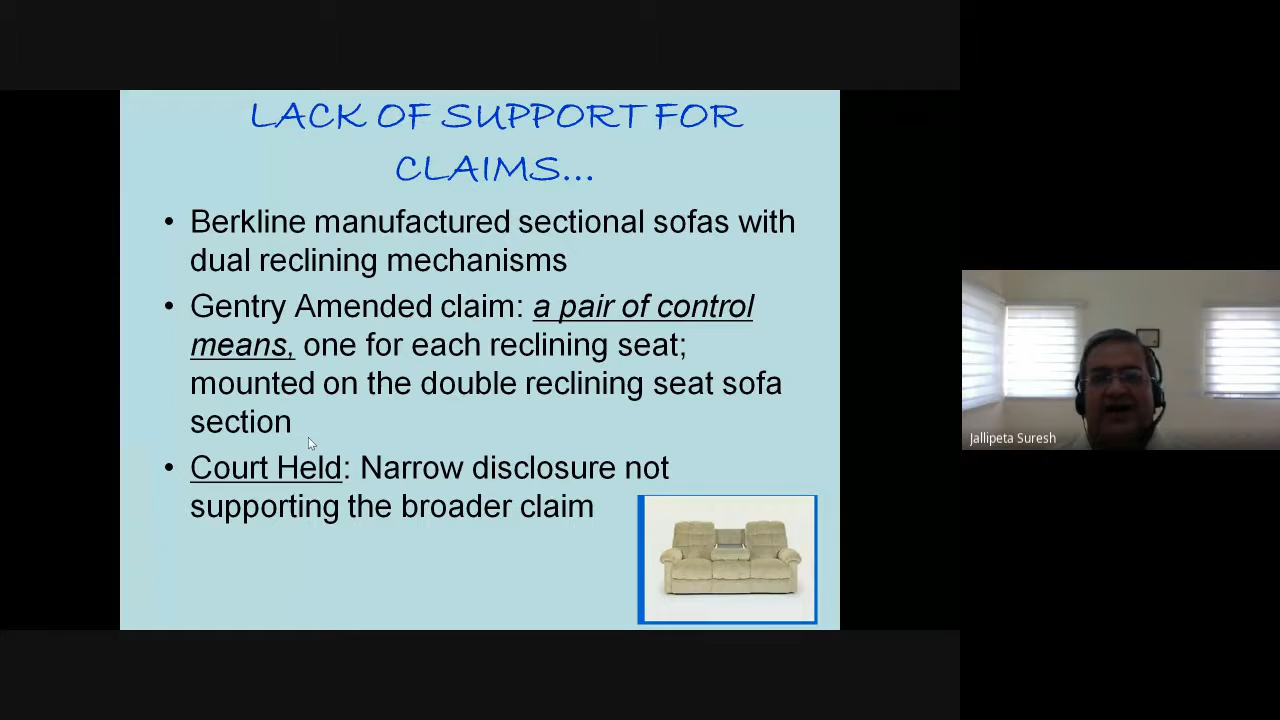 LACK OF SUPPORT FOR
CLAIMS...
• Berkline manufactured sectional sofas with
dual reclining mechanisms
• Gentry Amended claim: a pair of control
means, one for each reclining seat;
mounted on the double reclining seat sofa
section
• Court Held: Narrow disclosure not
supporting the broader claim
Jallipeta Suresh